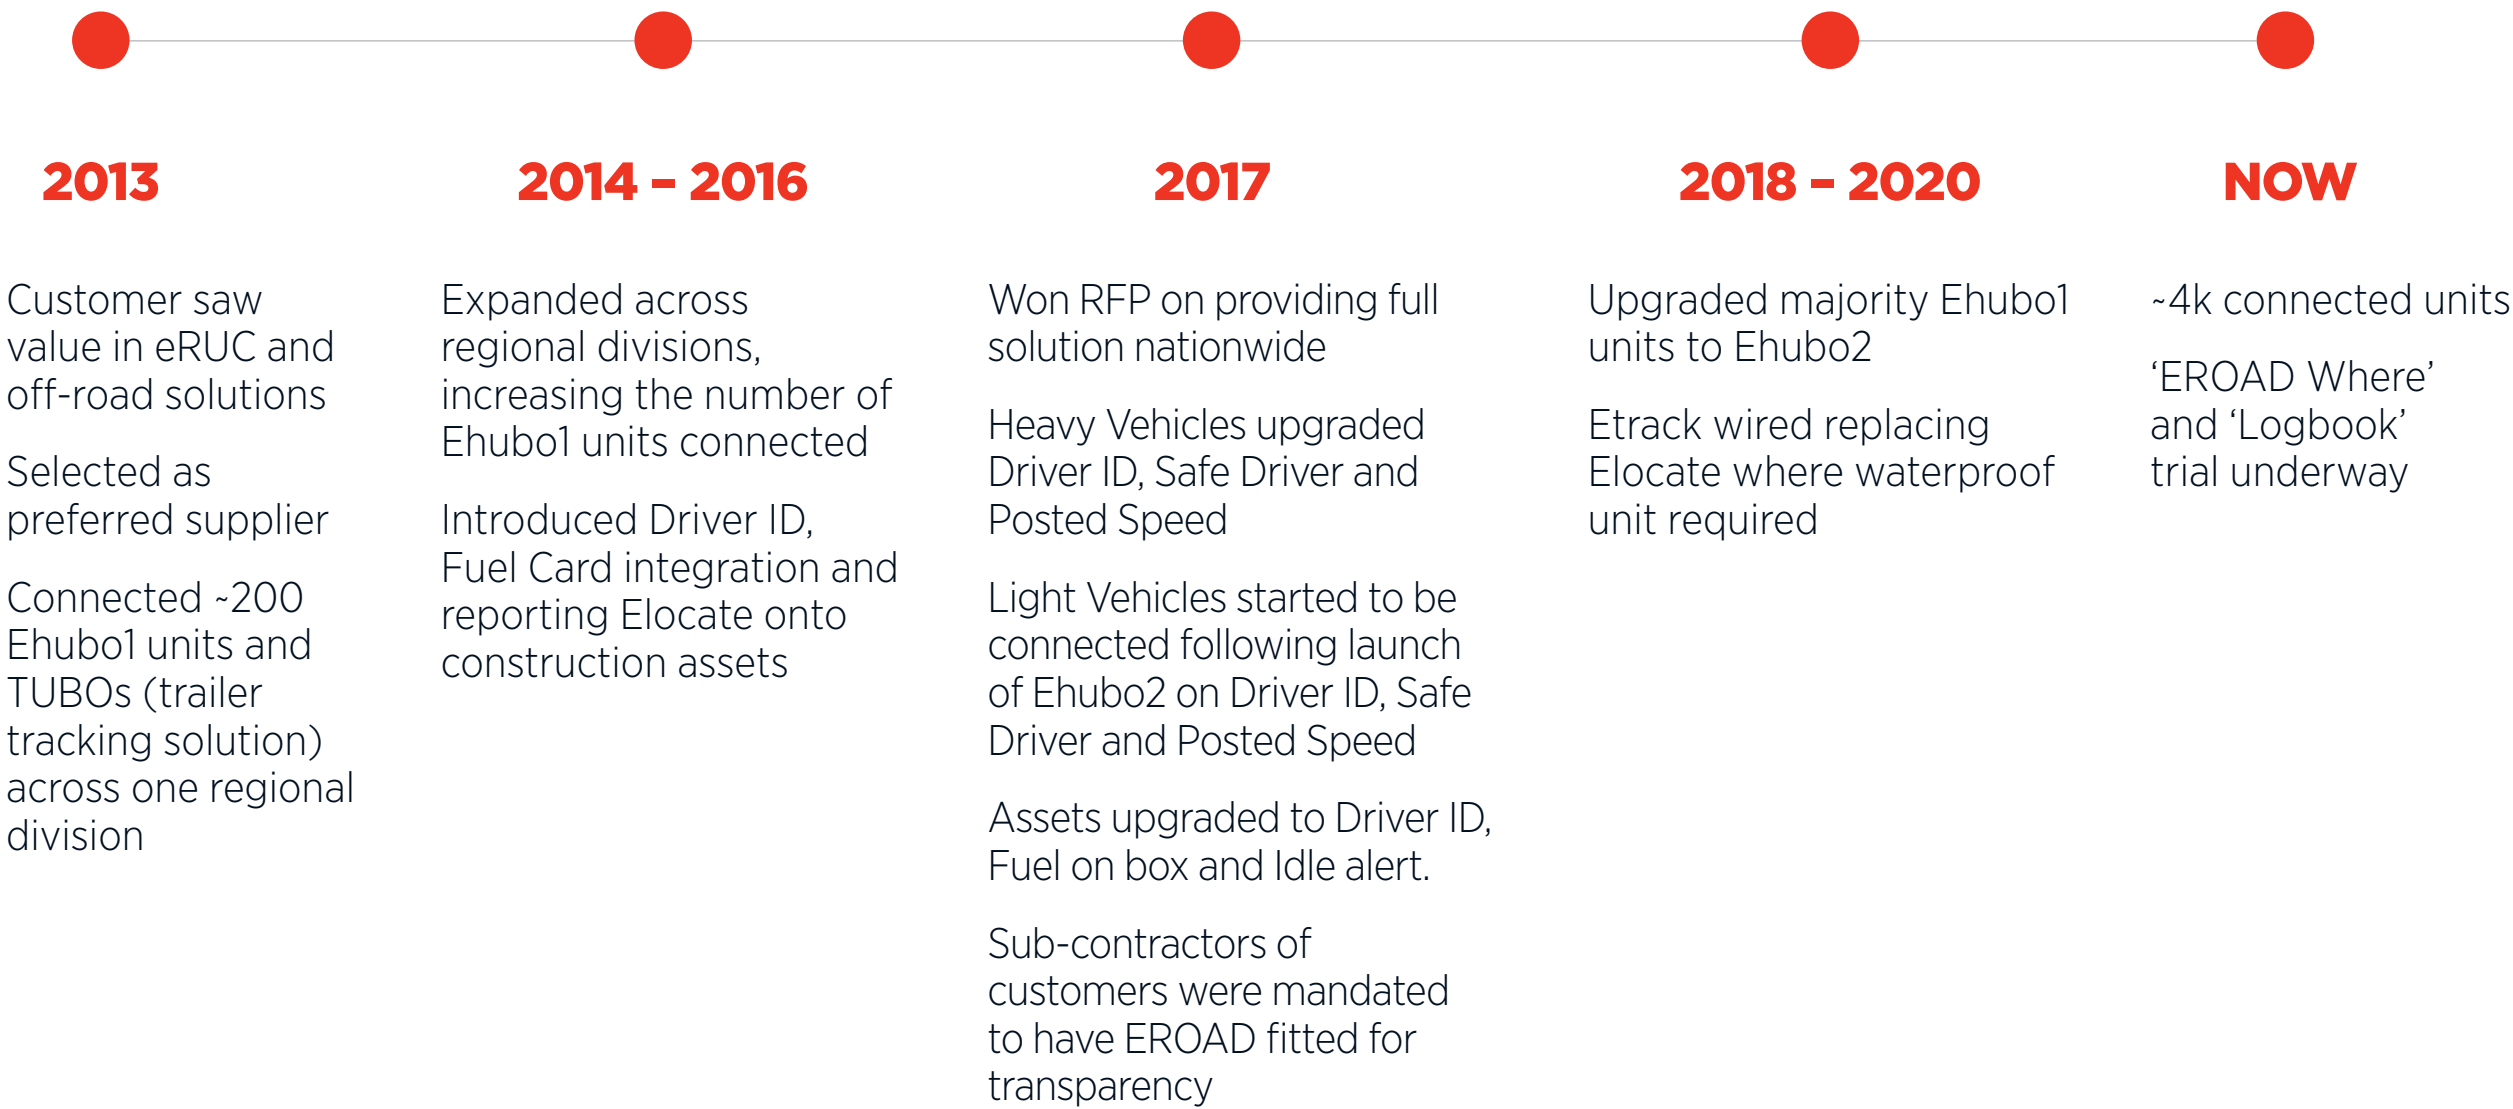 2013
Customer saw
value in eRUC and
off-road solutions
Selected as
preferred supplier
Connected ~200
Ehubo1 units and
TUBOs (trailer
tracking solution)
across one regional
division
2014 – 2016
Expanded across
regional divisions,
increasing the number of
Ehubo1 units connected
Introduced Driver ID,
Fuel Card integration and
reporting Elocate onto
construction assets
2017
Won RFP on providing full
solution nationwide
Heavy Vehicles upgraded
Driver ID, Safe Driver and
Posted Speed
Light Vehicles started to be
connected following launch
of Ehubo2 on Driver ID, Safe
Driver and Posted Speed
Assets upgraded to Driver ID,
Fuel on box and Idle alert.
Sub-contractors of
customers were mandated
to have EROAD fitted for
transparency
2018 – 2020
Upgraded majority Ehubo1
units to Ehubo2
Etrack wired replacing
Elocate where waterproof
unit required
NOW
~4k connected units
‘EROAD Where’
and ‘Logbook’
trial underway